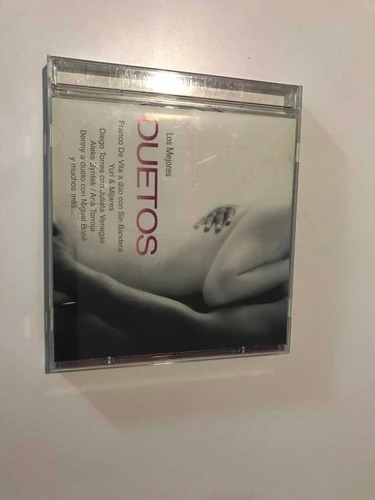 Los Mejores
DUETOS
Franco De Vita a dúo con Sin Bandera
Yuri & Mijares
Diego Torres con Julieta Venegas
Aleks Syntek / Ana Torroja
Benny a dueto con Miguel Bosé
y muchos más...